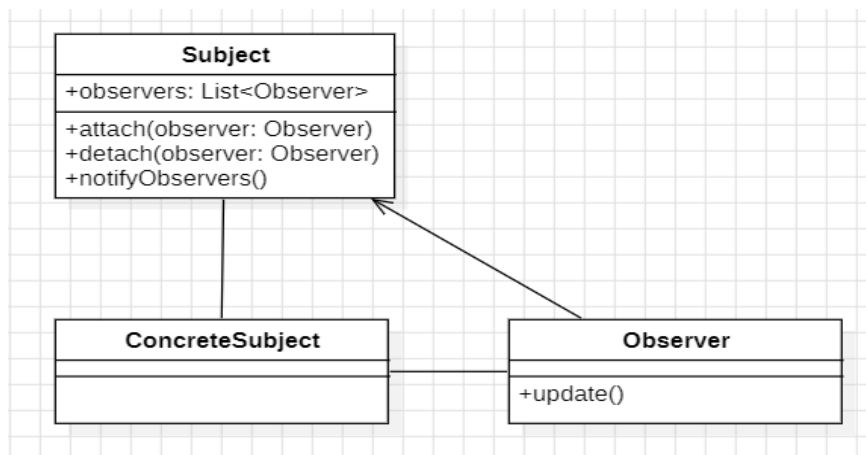 Subject
+observers: List<Observer>
+attach(observer: Observer)
+detach(observer: Observer)
+notifyObservers()
ConcreteSubject
Observer
+update()